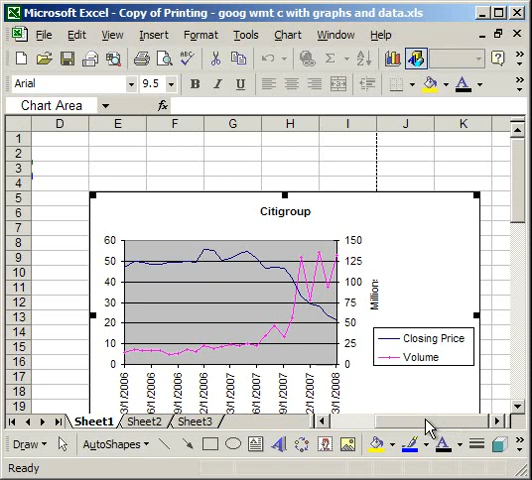 Microsoft Excel - Copy of Printing - goog wmt c with graphs and data.xls
File Edit View Insert Format Tools Chart Window Help
Arial 9.5 B I U
Chart Area fx
D E F G H I J K
1
2
3
4
5
6
7
8
9
10
11
12
13
14
15
16
17
18
19
Citigroup
60 150
50 125
40 100
30 75
20 50
10 25
0 0
Millions
Closing Price
Volume
3/1/2006 6/1/2006 9/1/2006 2/1/2006 3/1/2007 6/1/2007 9/1/2007 2/1/2007 3/1/2008
Sheet1 Sheet2 Sheet3
Draw AutoShapes
Ready